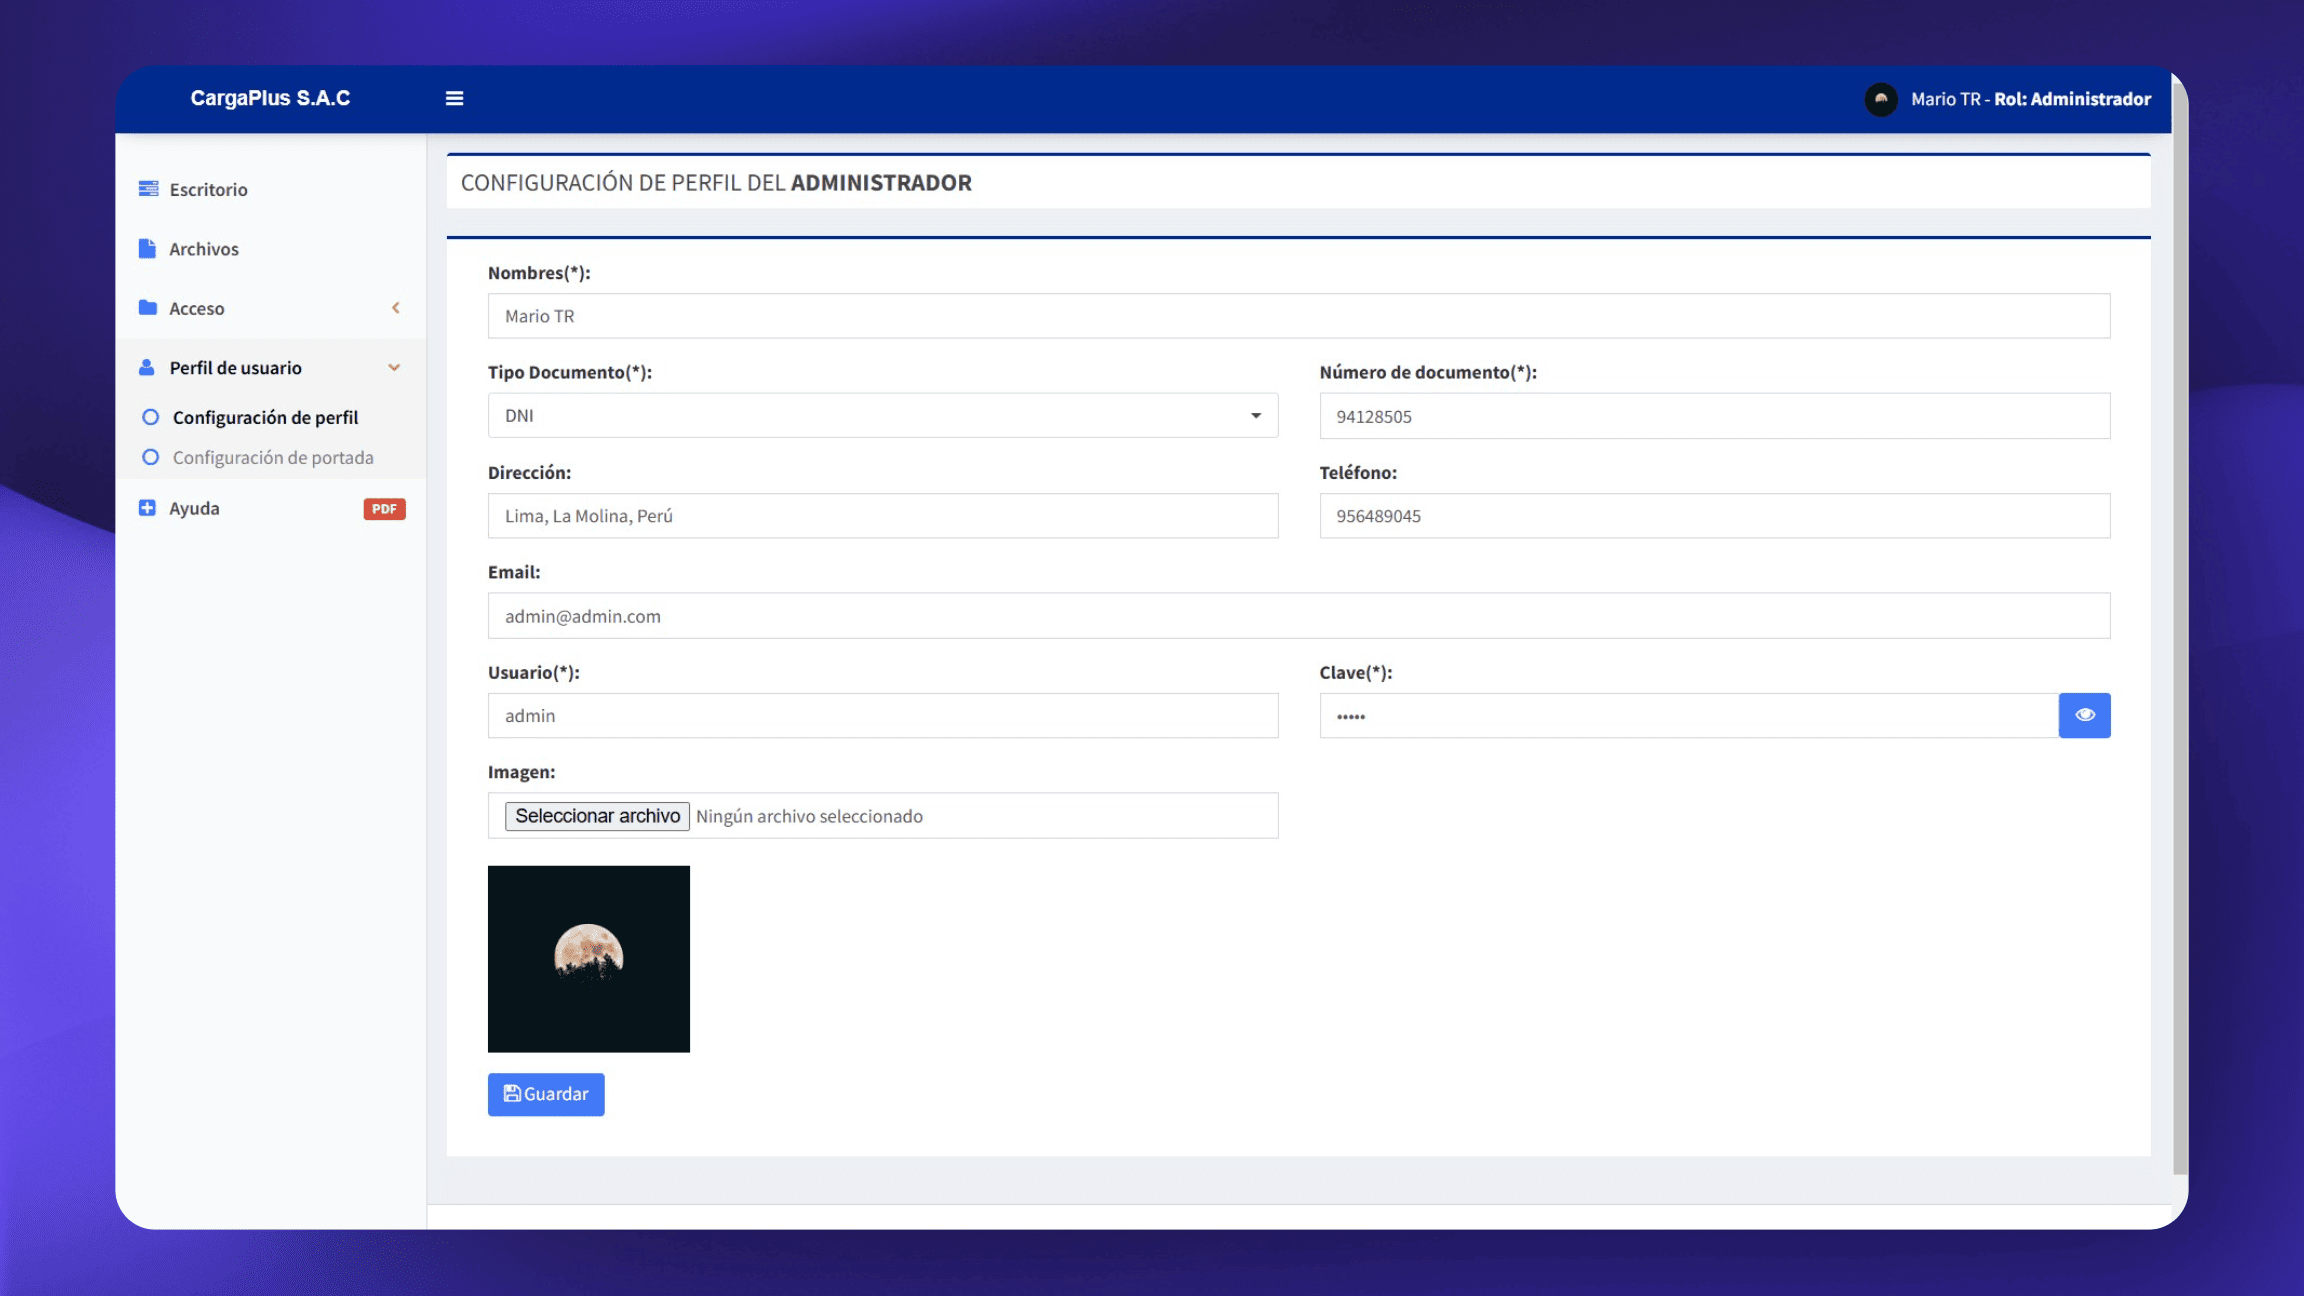 CargaPlus S.A.C
Mario TR - Rol: Administrador
Escritorio
Archivos
Acceso
Perfil de usuario
Configuración de perfil
Configuración de portada
Ayuda PDF
CONFIGURACIÓN DE PERFIL DEL ADMINISTRADOR
Nombres(*):
Mario TR
Tipo Documento(*): Número de documento(*):
DNI 94128505
Dirección: Teléfono:
Lima, La Molina, Perú 956489045
Email:
admin@admin.com
Usuario(*): Clave(*):
admin •••••
Imagen:
Seleccionar archivo Ningún archivo seleccionado
Guardar